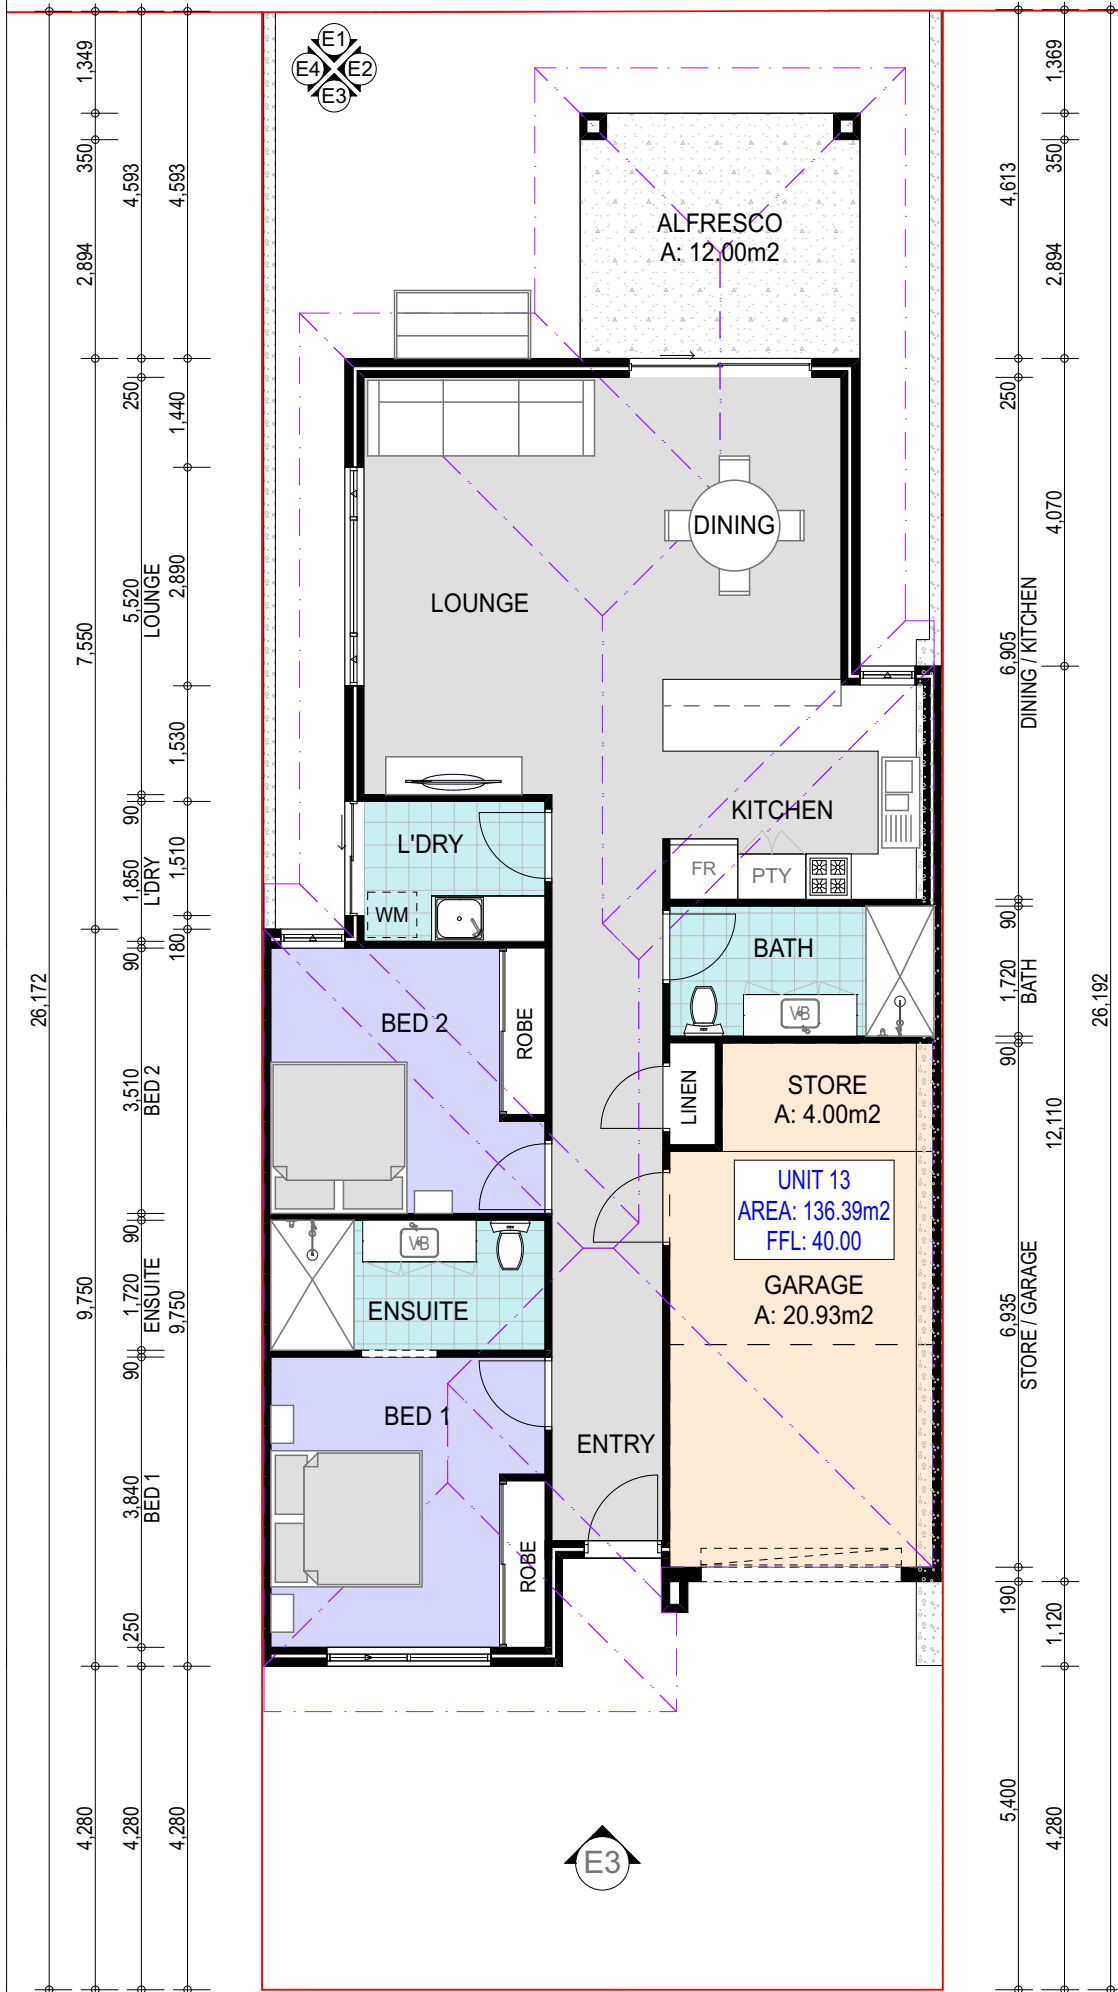 E1
E4
E2
E3
1,349
350
2,894
7,550
9,750
4,280
4,593
250
5,520
LOUNGE
90
1,850
L'DRY
90
3,510
BED 2
90
1,720
ENSUITE
90
3,840
BED 1
250
4,280
4,593
1,440
2,890
1,530
1,510
180
9,750
4,280
26,172
ALFRESCO
A: 12.00m2
DINING
LOUNGE
KITCHEN
L'DRY
FR
PTY
WM
BATH
BED 2
ROBE
VB
LINEN
STORE
A: 4.00m2
UNIT 13
AREA: 136.39m2
FFL: 40.00
VB
GARAGE
A: 20.93m2
ENSUITE
BED 1
ENTRY
ROBE
E3
4,613
250
6,905
DINING / KITCHEN
90
1,720
BATH
90
6,935
STORE / GARAGE
190
5,400
1,369
350
2,894
4,070
12,110
1,120
4,280
26,192